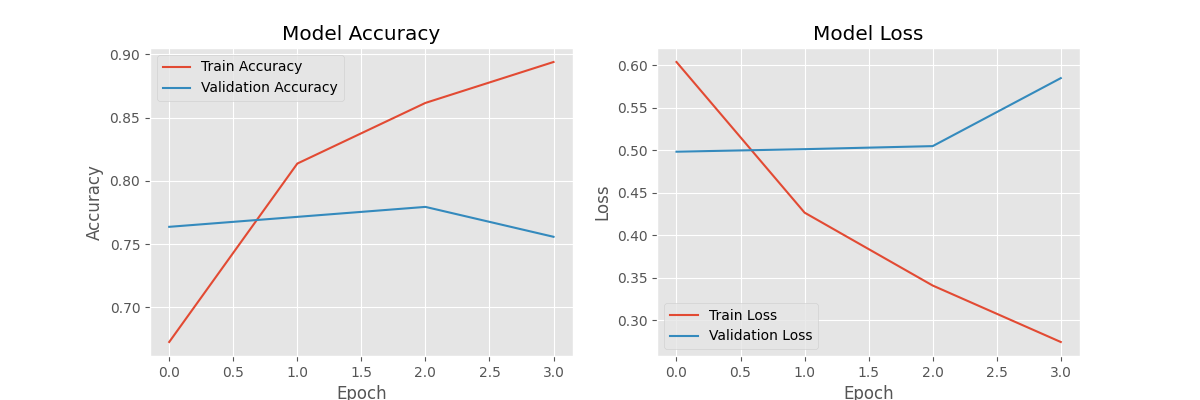 Model Accuracy
Train Accuracy
Validation Accuracy
0.90
0.85
0.80
0.75
0.70
Accuracy
0.0 0.5 1.0 1.5 2.0 2.5 3.0
Epoch
Model Loss
0.60
0.55
0.50
0.45
0.40
0.35
0.30
Loss
Train Loss
Validation Loss
0.0 0.5 1.0 1.5 2.0 2.5 3.0
Epoch